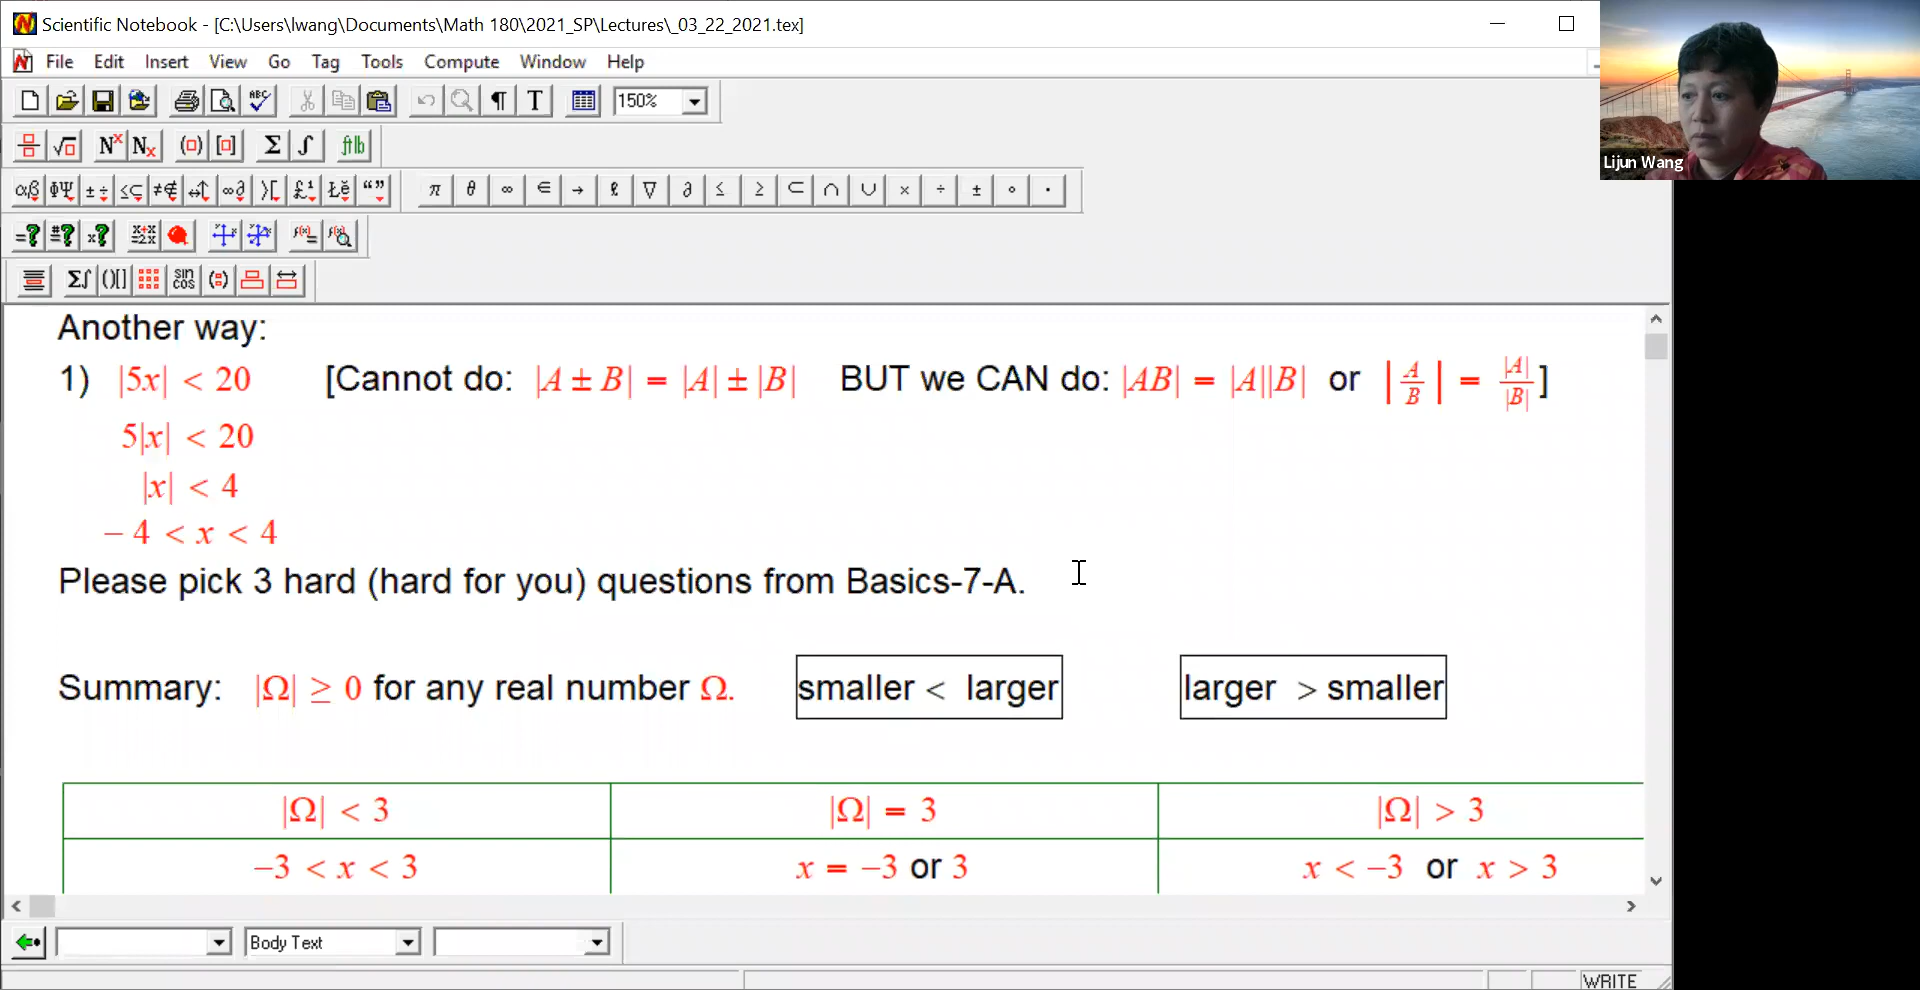 Scientific Notebook - [C:\Users\lwang\Documents\Math 180\2021_SP\Lectures\_03_22_2021.tex]
File Edit Insert View Go Tag Tools Compute Window Help
150%
Lijun Wang
Another way:
1) |5x| < 20 [Cannot do: |A ± B| = |A| ± |B| BUT we CAN do: |AB| = |A||B| or |A/B| = |A|/|B|]
5|x| < 20
|x| < 4
− 4 < x < 4
Please pick 3 hard (hard for you) questions from Basics-7-A.
Summary: |Ω| ≥ 0 for any real number Ω. smaller < larger larger > smaller
|Ω| < 3 |Ω| = 3 |Ω| > 3
−3 < x < 3 x = −3 or 3 x < −3 or x > 3
Body Text
WRITE